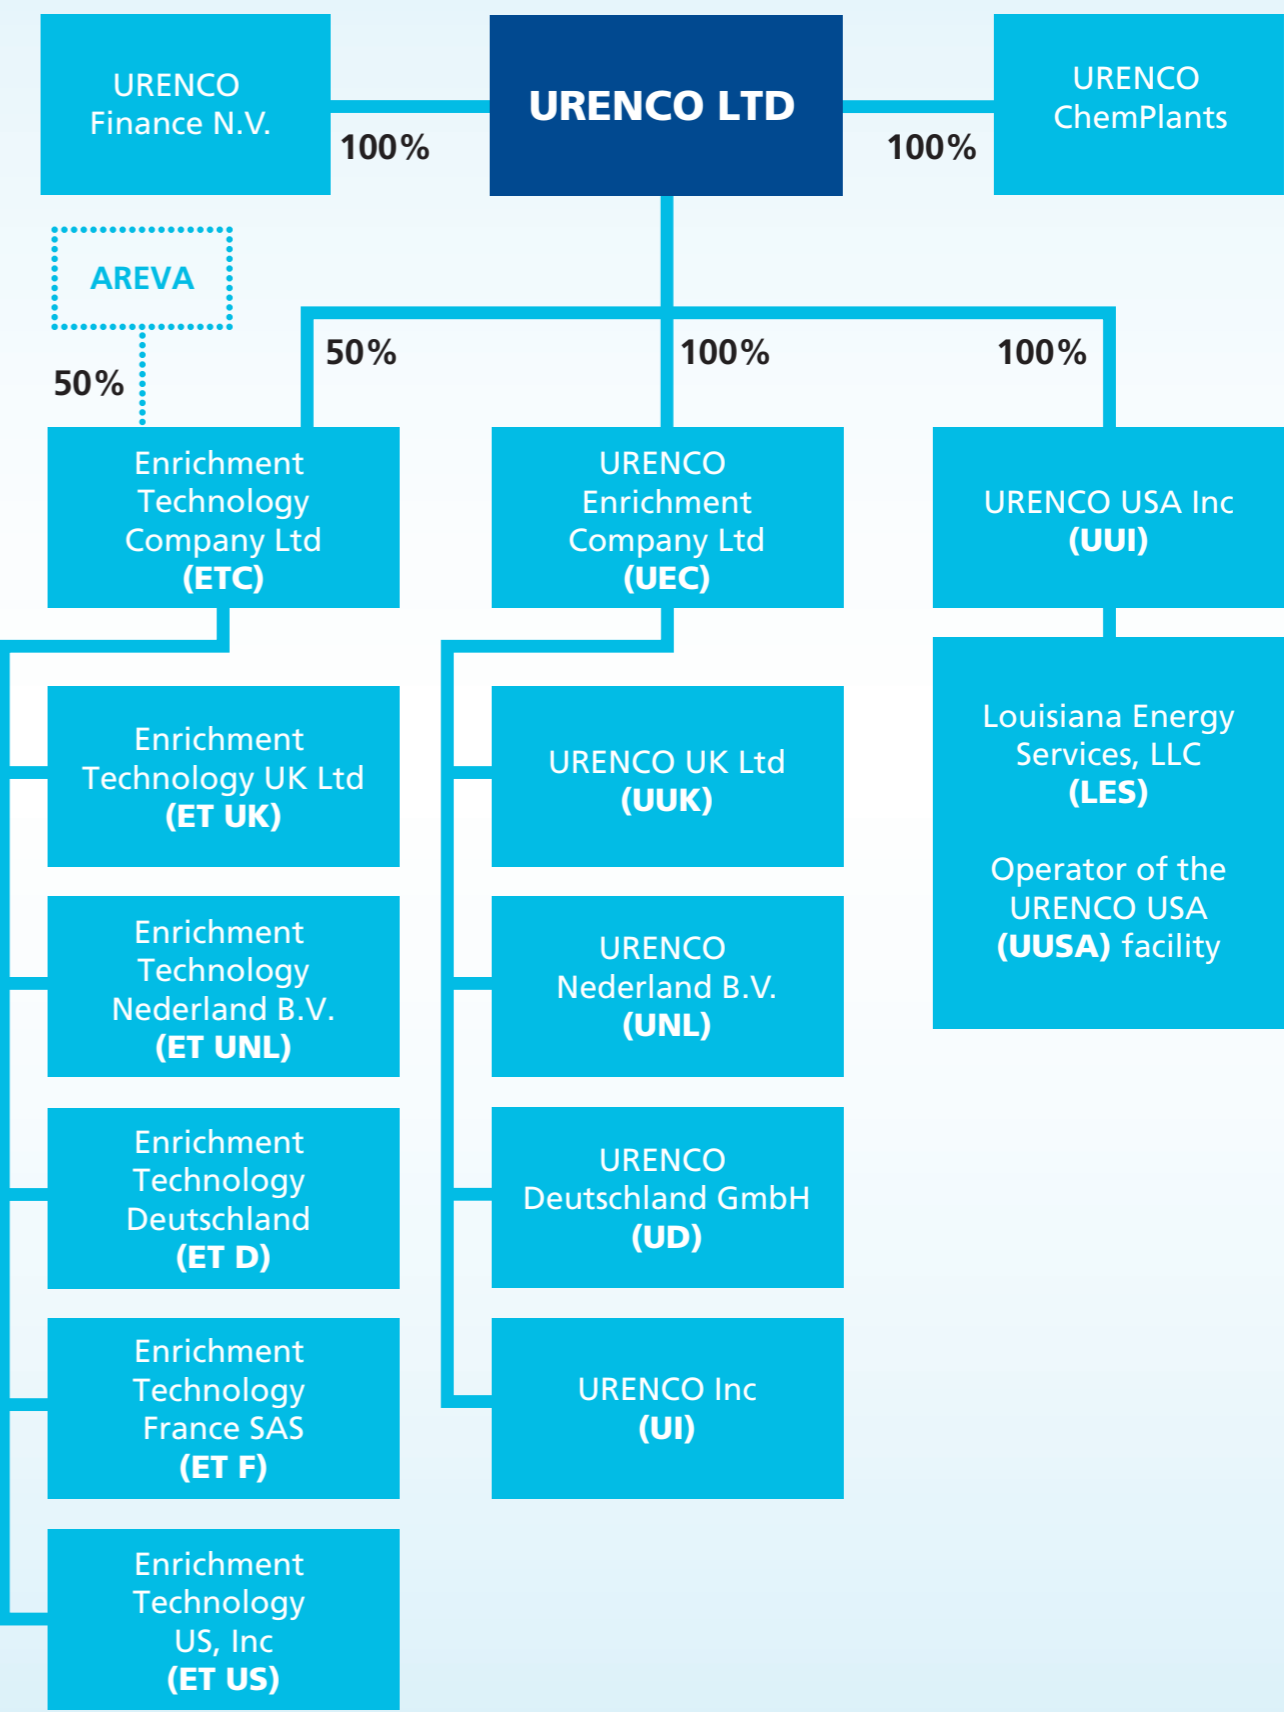 URENCO
Finance N.V.
URENCO LTD
URENCO
ChemPlants
100%
100%
AREVA
50%
50%
100%
100%
Enrichment
Technology
Company Ltd
(ETC)
URENCO
Enrichment
Company Ltd
(UEC)
URENCO USA Inc
(UUI)
Enrichment
Technology UK Ltd
(ET UK)
URENCO UK Ltd
(UUK)
Louisiana Energy
Services, LLC
(LES)
Operator of the
URENCO USA
(UUSA) facility
Enrichment
Technology
Nederland B.V.
(ET UNL)
URENCO
Nederland B.V.
(UNL)
Enrichment
Technology
Deutschland
(ET D)
URENCO
Deutschland GmbH
(UD)
Enrichment
Technology
France SAS
(ET F)
URENCO Inc
(UI)
Enrichment
Technology
US, Inc
(ET US)